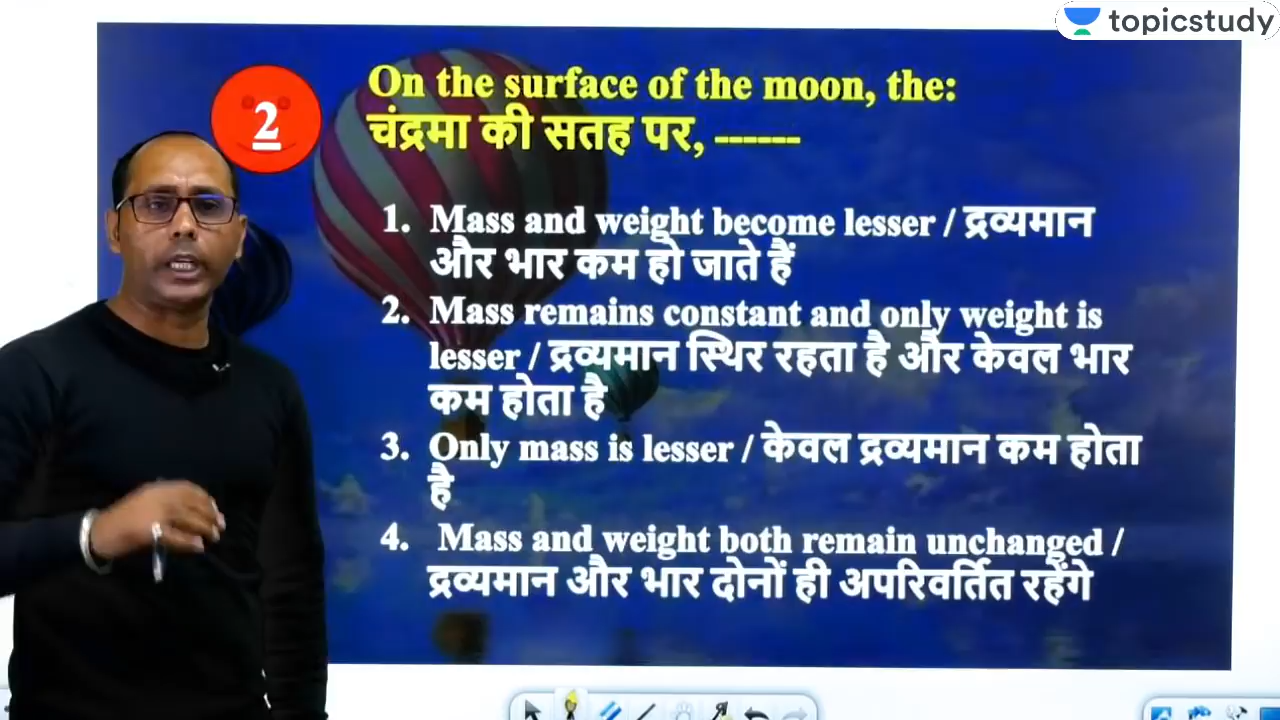 topicstudy
2
On the surface of the moon, the:
चंद्रमा की सतह पर, ------
1. Mass and weight become lesser / द्रव्यमान
और भार कम हो जाते हैं
2. Mass remains constant and only weight is
lesser / द्रव्यमान स्थिर रहता है और केवल भार
कम होता है
3. Only mass is lesser / केवल द्रव्यमान कम होता
है
4. Mass and weight both remain unchanged /
द्रव्यमान और भार दोनों ही अपरिवर्तित रहेंगे